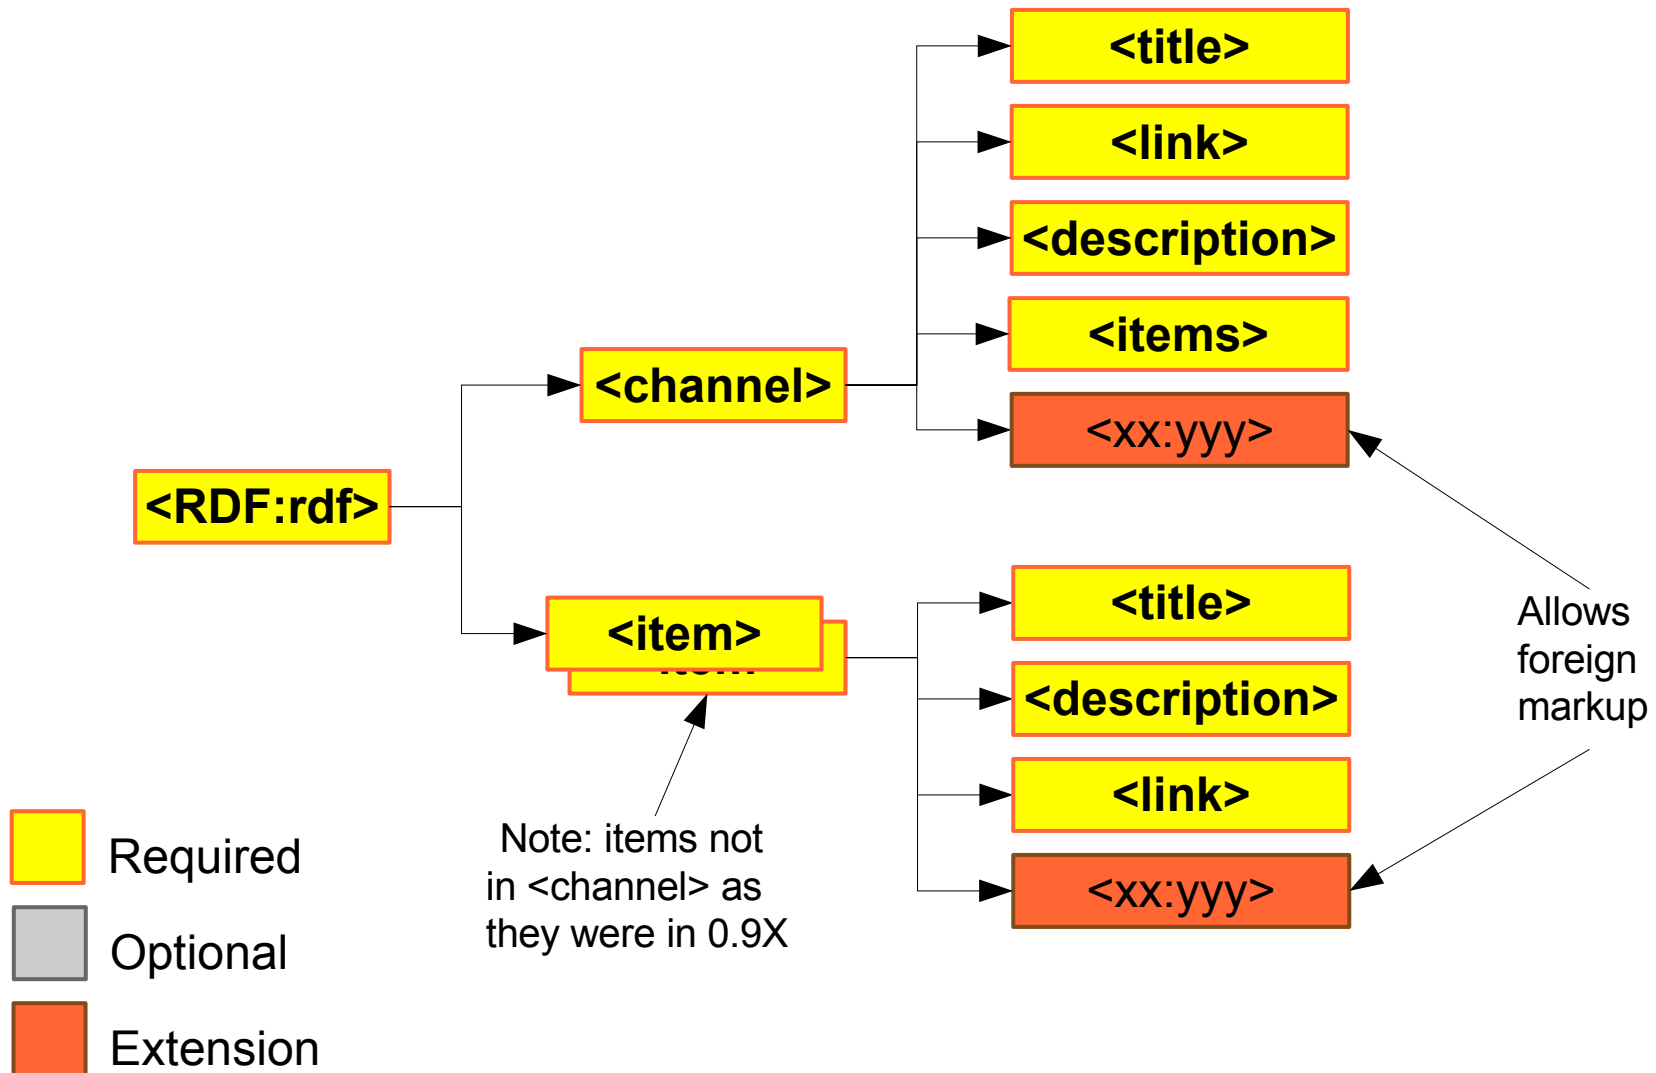 <title>
<link>
<description>
<items>
<channel>
<xx:yyy>
<RDF:rdf>
<title>
<item>
<description>
<link>
<xx:yyy>
Allows
foreign
markup
Note: items not
in <channel> as
they were in 0.9X
Required
Optional
Extension